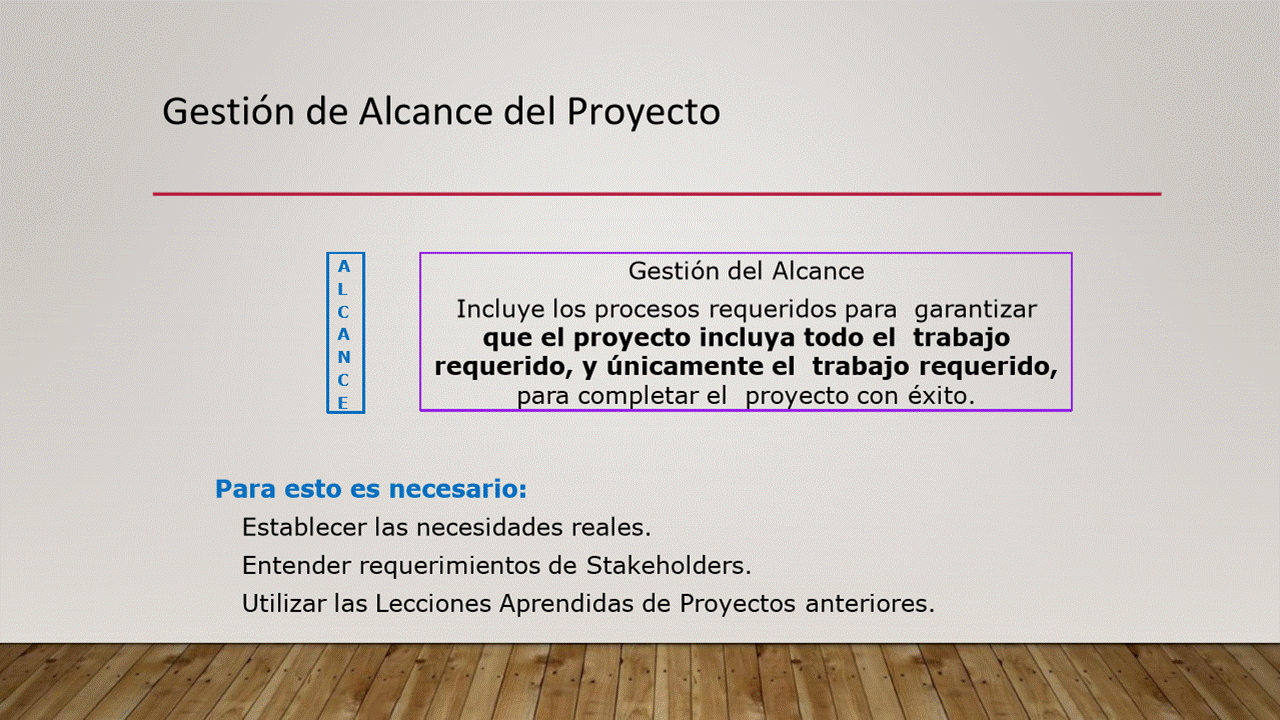 Gestión de Alcance del Proyecto
A
L
C
A
N
C
E
Gestión del Alcance
Incluye los procesos requeridos para  garantizar
que el proyecto incluya todo el  trabajo
requerido, y únicamente el  trabajo requerido,
para completar el  proyecto con éxito.
Para esto es necesario:
Establecer las necesidades reales.
Entender requerimientos de Stakeholders.
Utilizar las Lecciones Aprendidas de Proyectos anteriores.